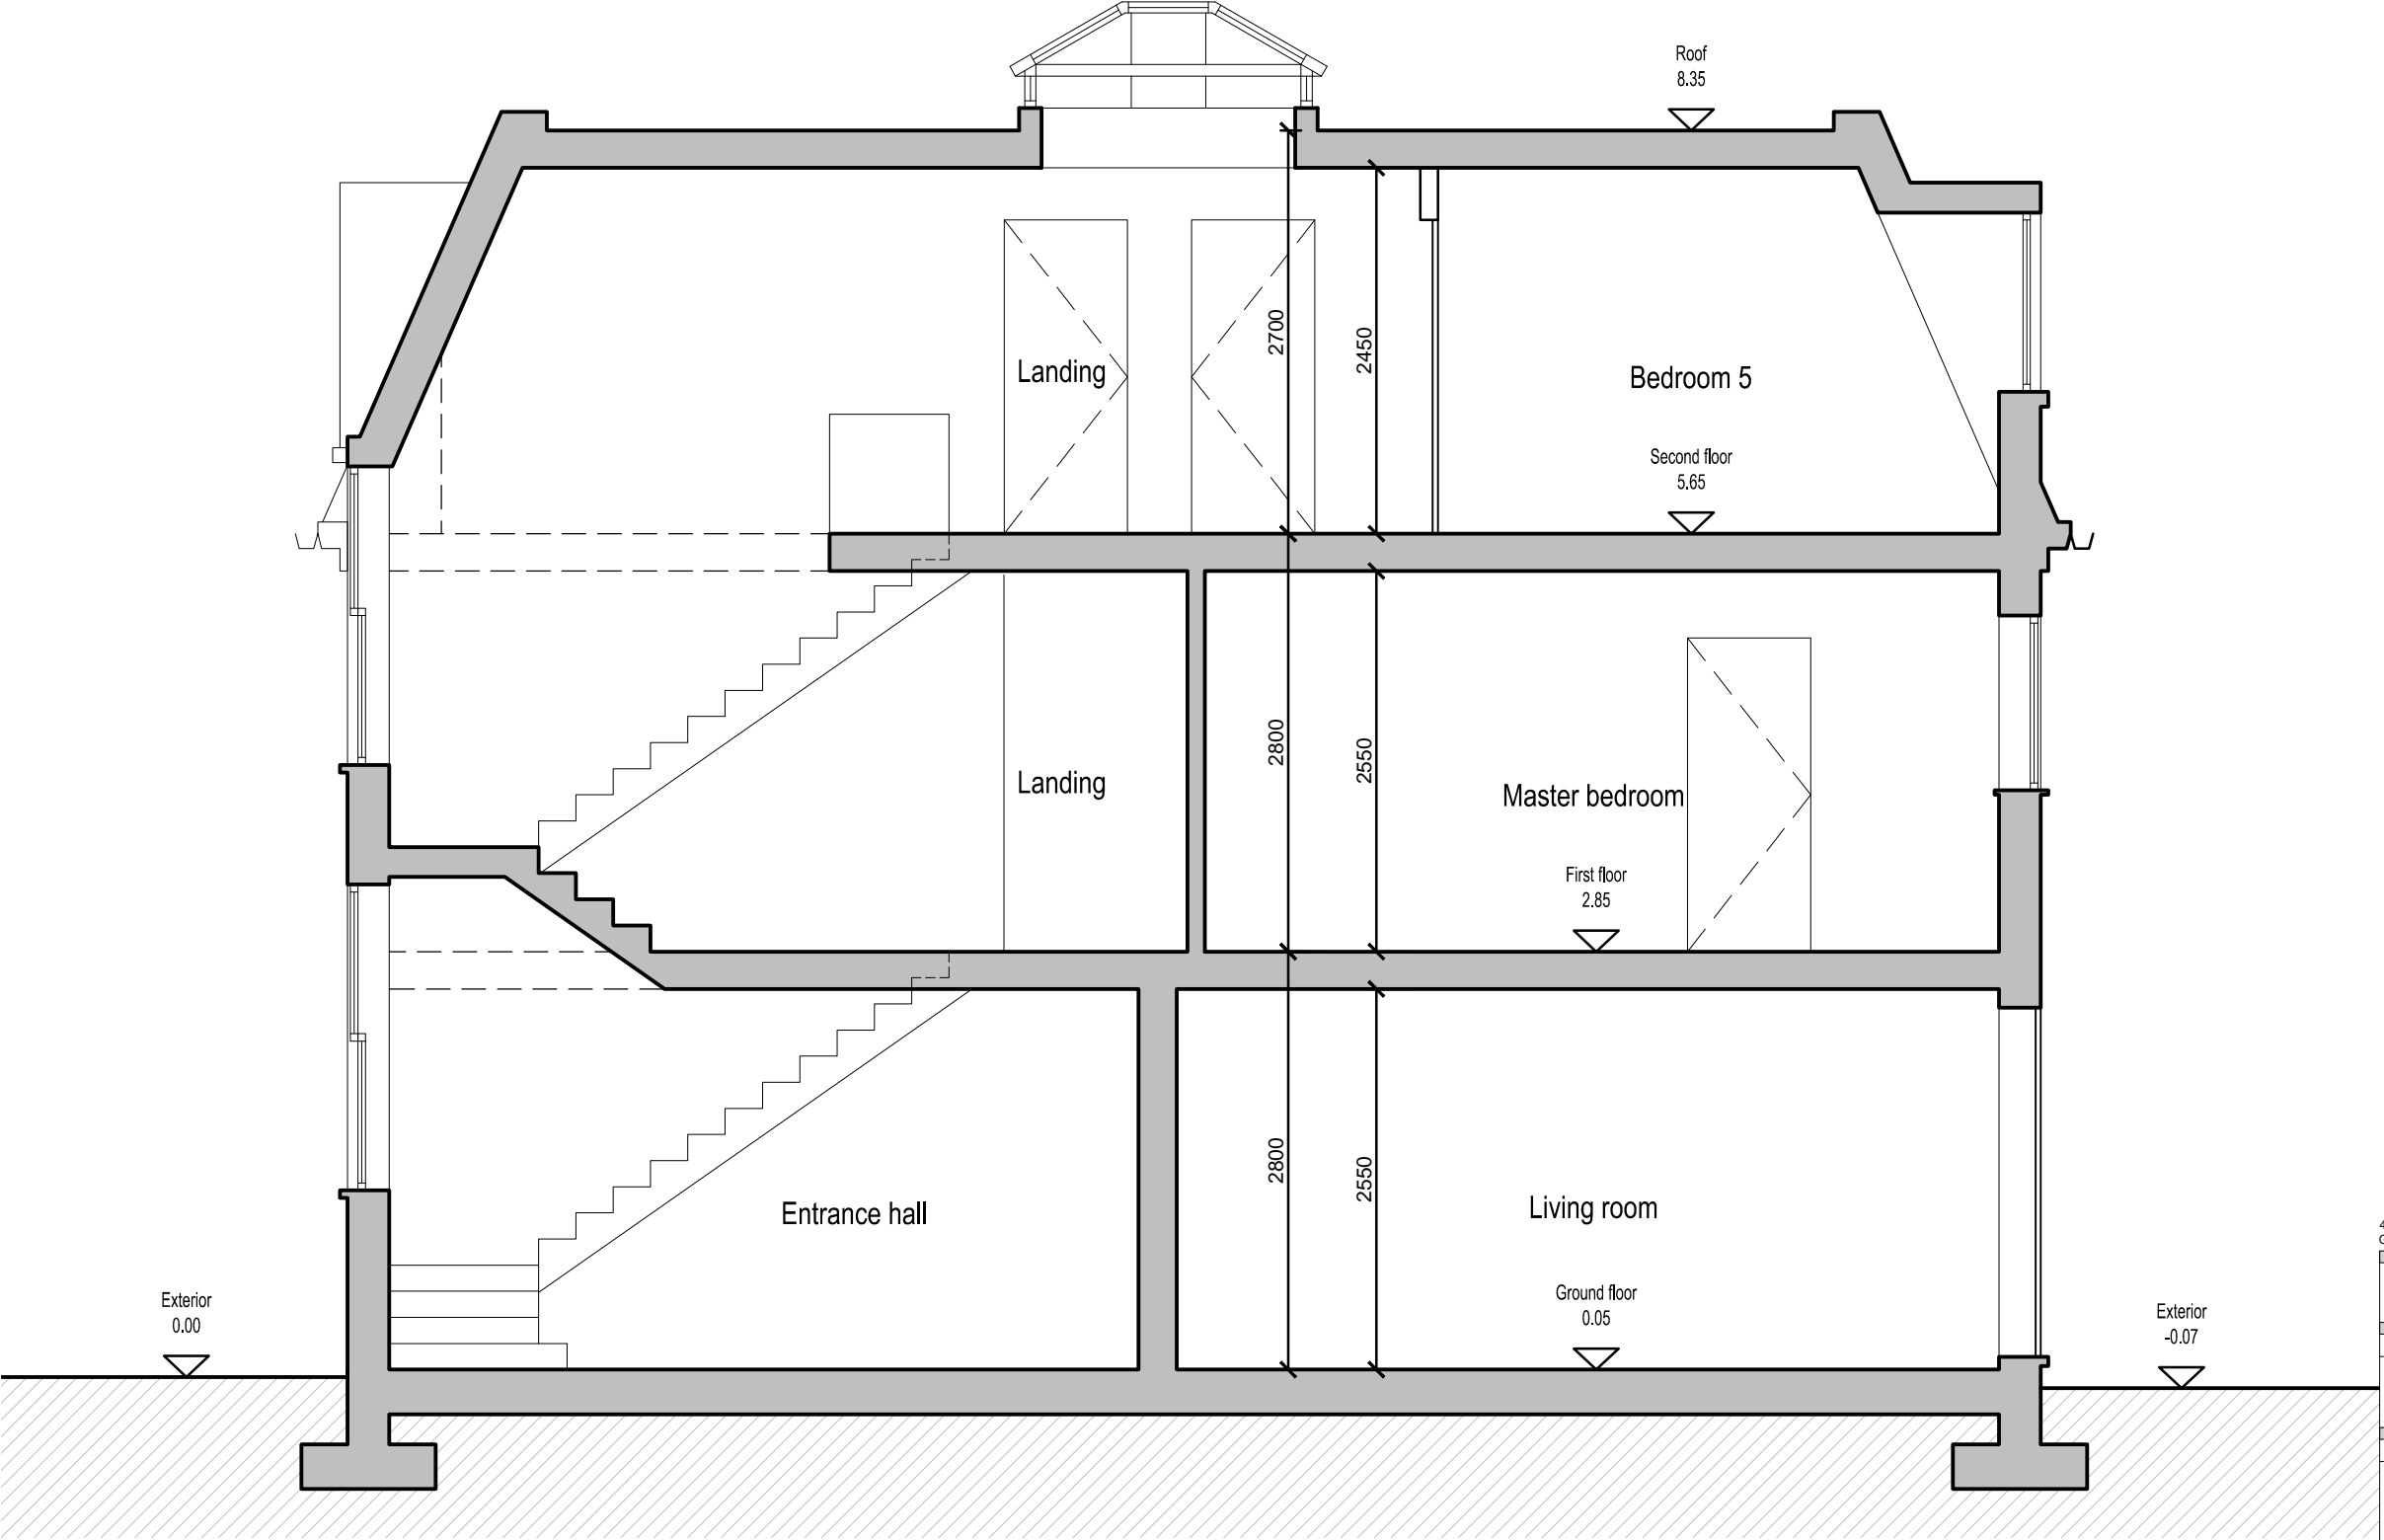 Roof
8.35
2700
2450
Landing
Bedroom 5
Second floor
5.65
2800
2550
Landing
Master bedroom
First floor
2.85
2800
2550
Entrance hall
Living room
Ground floor
0.05
Exterior
0.00
Exterior
-0.07